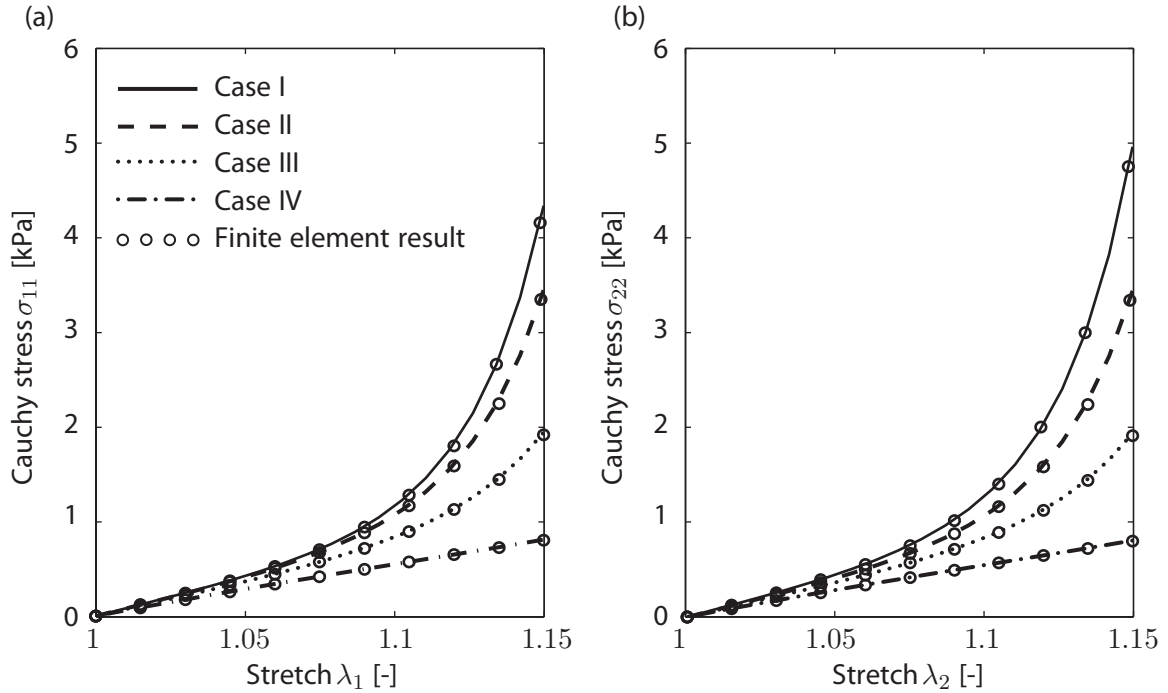 (a)
6
5
4
3
2
1
0
Cauchy stress σ₁₁ [kPa]
Case I
Case II
Case III
Case IV
Finite element result
1
1.05
1.1
1.15
Stretch λ₁ [-]
(b)
6
5
4
3
2
1
0
Cauchy stress σ₂₂ [kPa]
1
1.05
1.1
1.15
Stretch λ₂ [-]